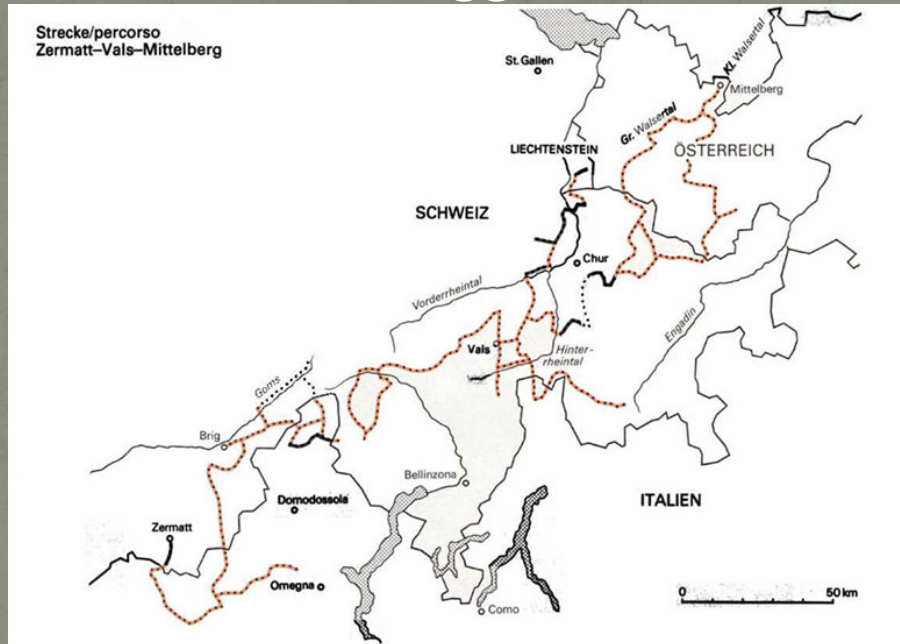 Strecke/percorso
Zermatt–Vals–Mittelberg
St. Gallen
Kl. Walsertal
Mittelberg
Gr. Walsertal
LIECHTENSTEIN
ÖSTERREICH
SCHWEIZ
Chur
Vorderrheintal
Engadin
Vals
Hinter-
rheintal
Goms
Brig
Bellinzona
Domodossola
ITALIEN
Zermatt
Omegna
Como
0 50 km